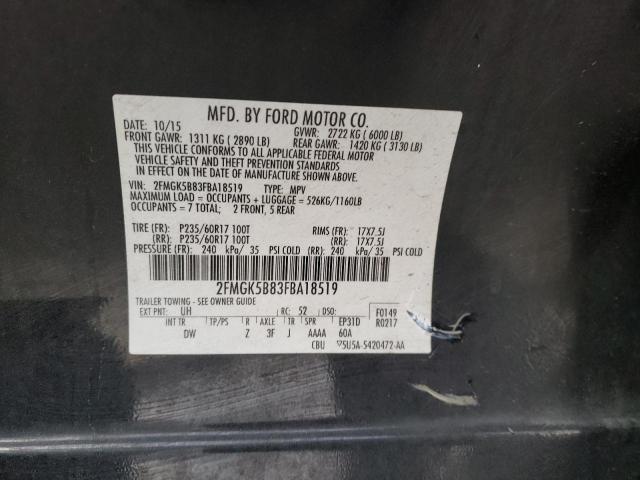 MFD. BY FORD MOTOR CO.
DATE: 10/15 GVWR: 2722 KG ( 6000 LB)
FRONT GAWR: 1311 KG ( 2890 LB) REAR GAWR: 1420 KG ( 3130 LB)
THIS VEHICLE CONFORMS TO ALL APPLICABLE FEDERAL MOTOR
VEHICLE SAFETY AND THEFT PREVENTION STANDARDS
IN EFFECT ON THE DATE OF MANUFACTURE SHOWN ABOVE.
VIN: 2FMGK5B83FBA18519 TYPE: MPV
MAXIMUM LOAD = OCCUPANTS + LUGGAGE = 526KG/1160LB
OCCUPANTS = 7 TOTAL; 2 FRONT, 5 REAR
TIRE (FR): P235/60R17 100T RIMS (FR): 17X7.5J
(RR): P235/60R17 100T (RR): 17X7.5J
PRESSURE (FR): 240 kPa/ 35 PSI COLD (RR): 240 kPa/ 35 PSI COLD
2FMGK5B83FBA18519
TRAILER TOWING - SEE OWNER GUIDE
EXT PNT: UH RC: 52 DSO: F0149
R0217
INT TR TP/PS R AXLE TR SPR EP31D
DW Z 3F J AAAA 60A
CBU 5U5A-5420472-AA